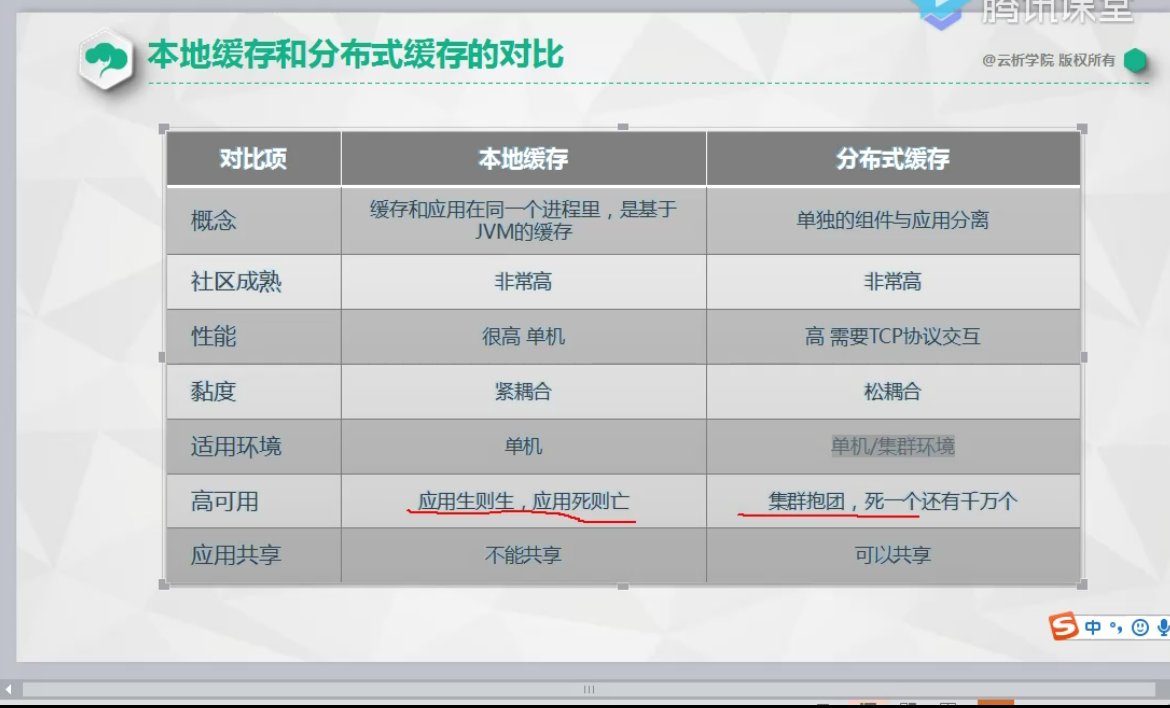 腾讯课堂
本地缓存和分布式缓存的对比
@云析学院 版权所有
对比项 本地缓存 分布式缓存
概念 缓存和应用在同一个进程里，是基于 单独的组件与应用分离
JVM的缓存
社区成熟 非常高 非常高
性能 很高 单机 高 需要TCP协议交互
黏度 紧耦合 松耦合
适用环境 单机 单机/集群环境
高可用 应用生则生，应用死则亡 集群抱团，死一个还有千万个
应用共享 不能共享 可以共享
S 中 °,